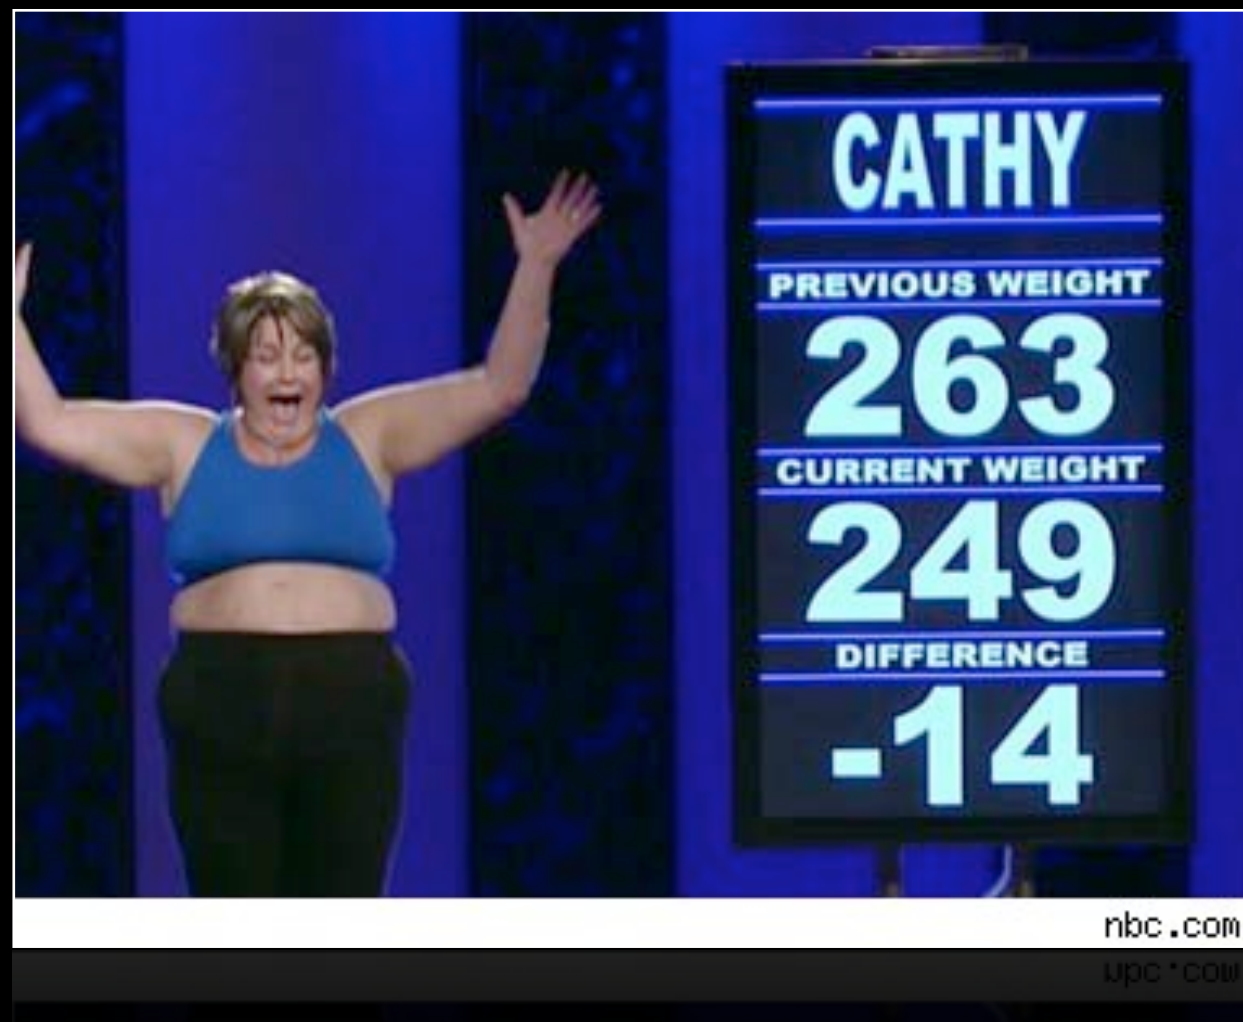 CATHY
PREVIOUS WEIGHT
263
CURRENT WEIGHT
249
DIFFERENCE
-14
nbc.com